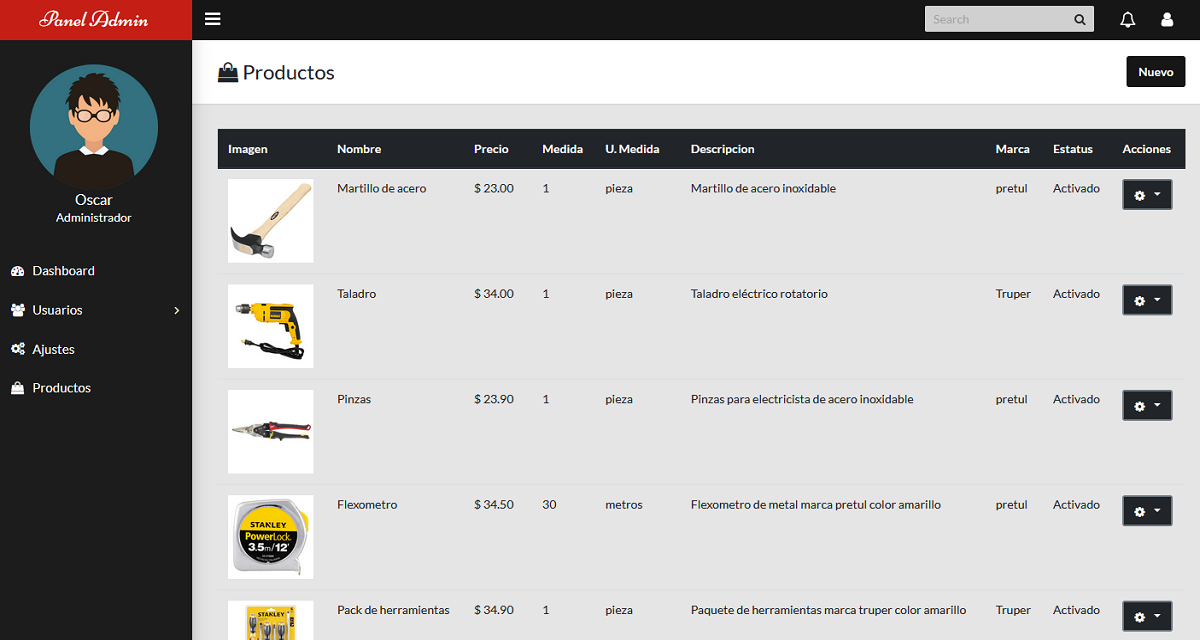 Panel Admin
Search
Oscar
Administrador
Dashboard
Usuarios
Ajustes
Productos
Productos
Nuevo
Imagen Nombre Precio Medida U. Medida Descripcion Marca Estatus Acciones
Martillo de acero $ 23.00 1 pieza Martillo de acero inoxidable pretul Activado
Taladro $ 34.00 1 pieza Taladro eléctrico rotatorio Truper Activado
Pinzas $ 23.90 1 pieza Pinzas para electricista de acero inoxidable pretul Activado
Flexometro $ 34.50 30 metros Flexometro de metal marca pretul color amarillo pretul Activado
STANLEY
PowerLock.
3.5m/12'
Pack de herramientas $ 34.90 1 pieza Paquete de herramientas marca truper color amarillo Truper Activado
STANLEY